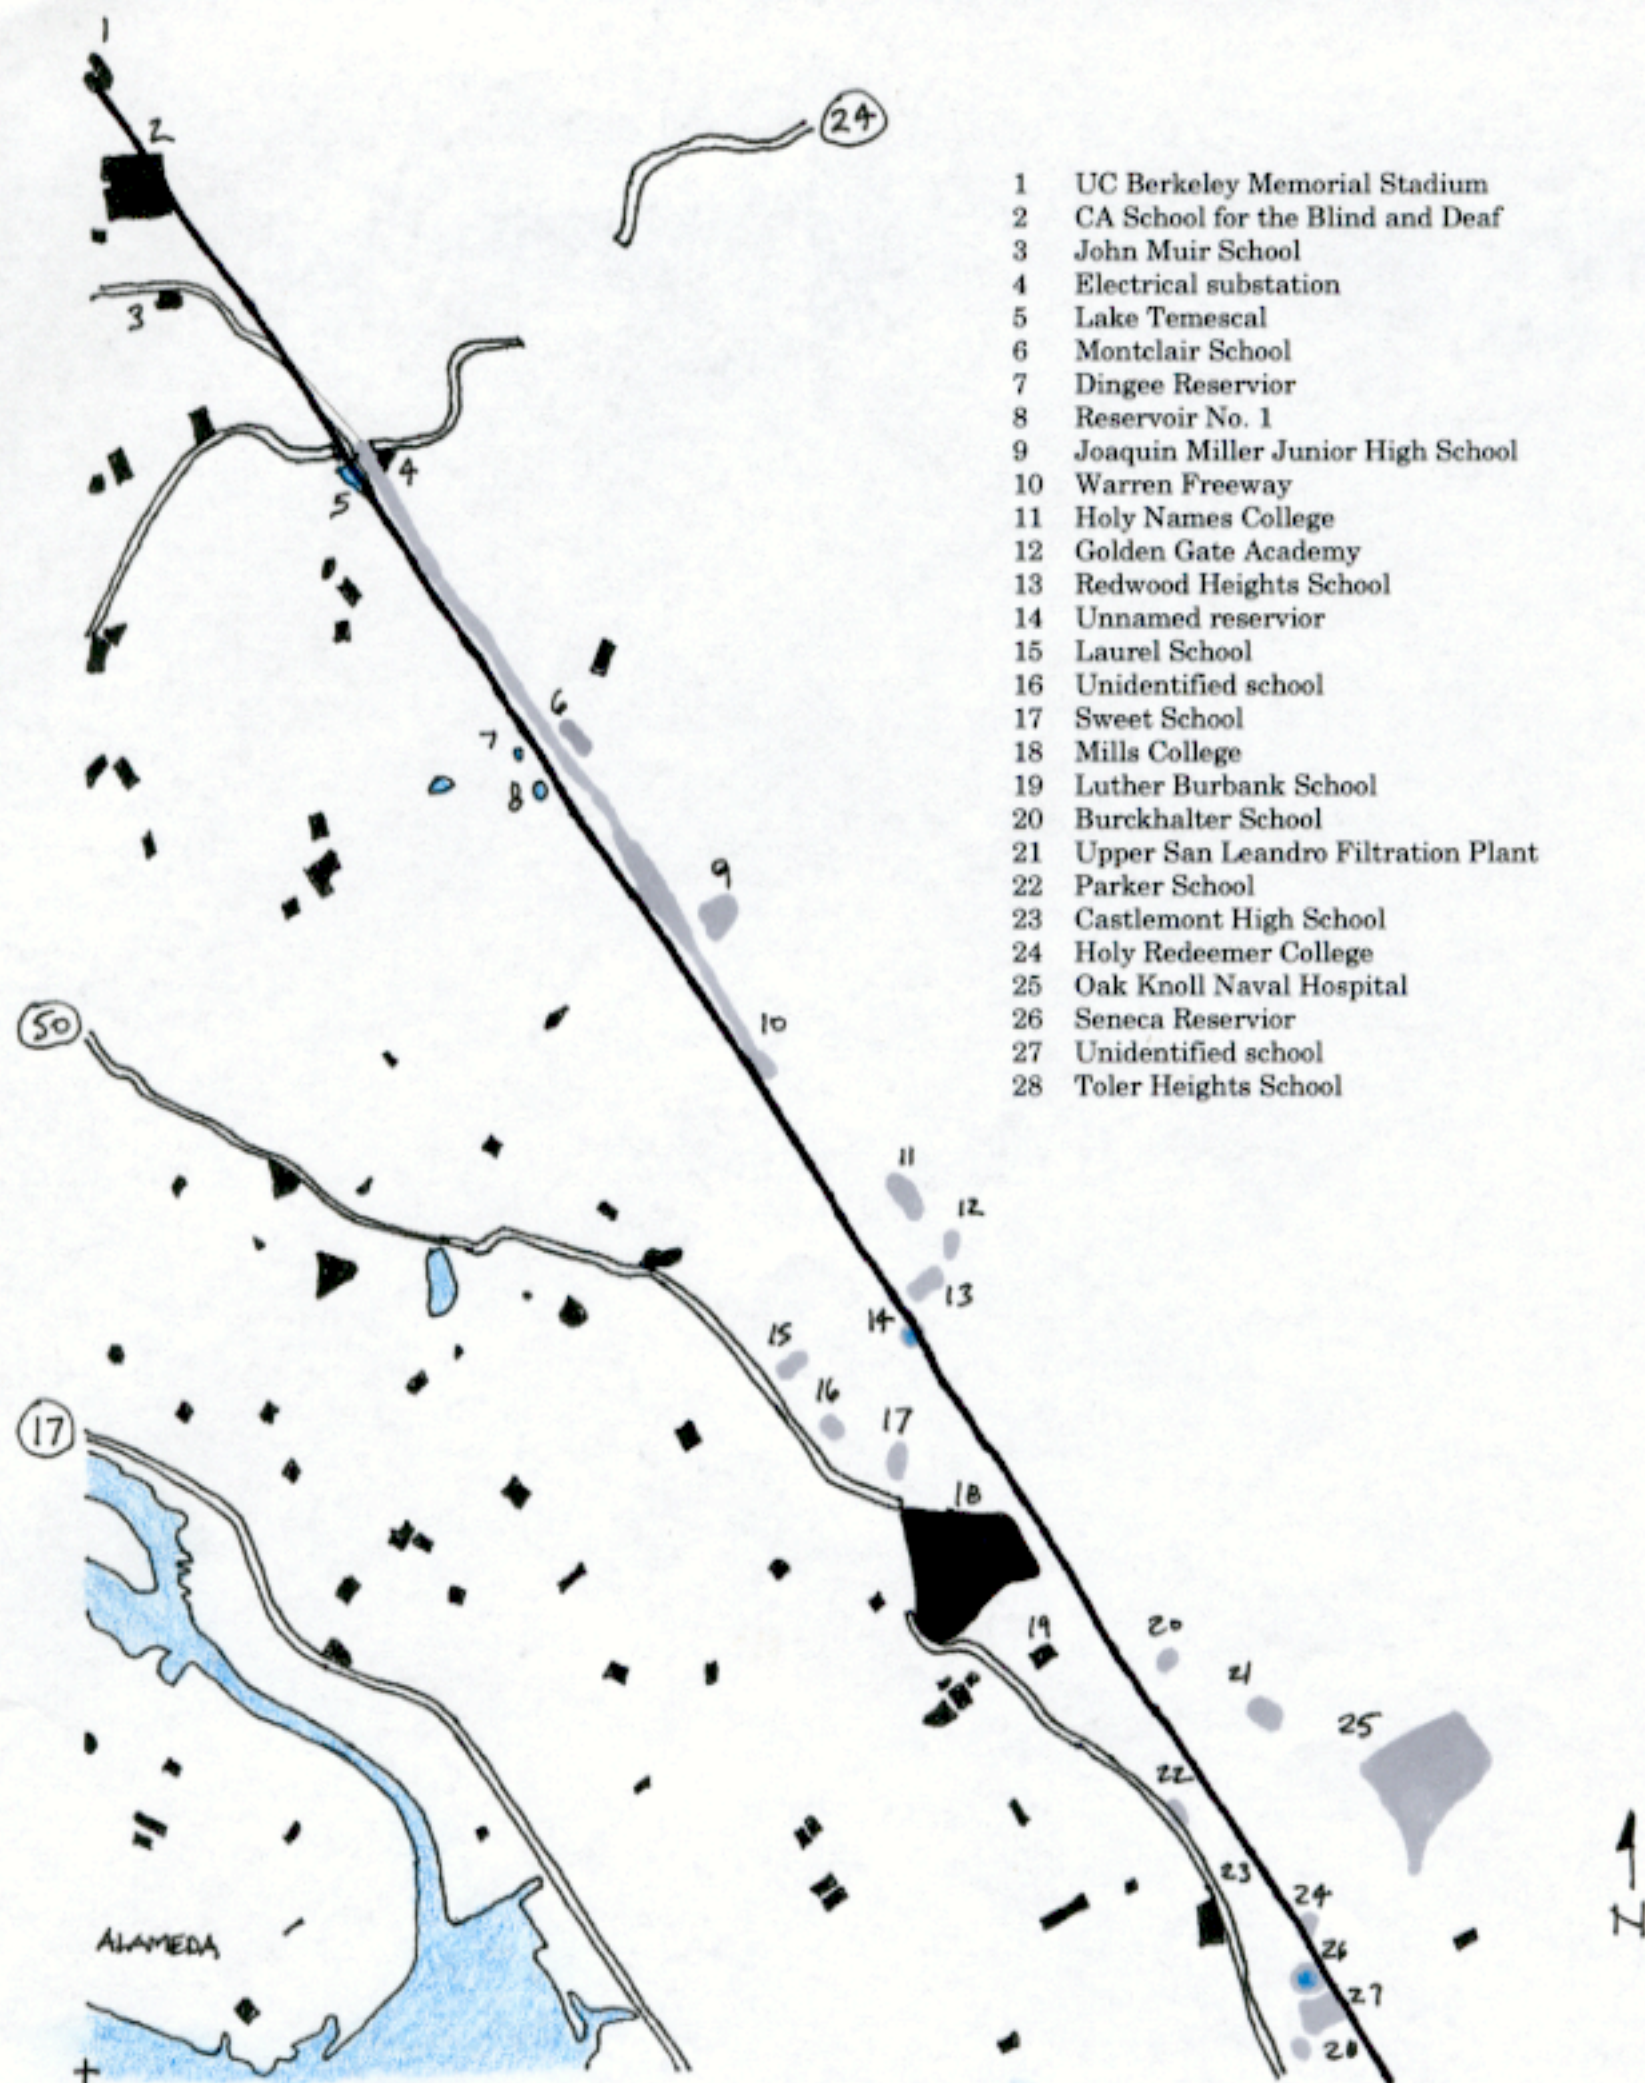 1
2
24
3
4
5
6
7
8
9
50
10
11
12
13
14
15
16
17
17
18
19
20
21
25
22
23
24
26
27
28
ALAMEDA
N
1 UC Berkeley Memorial Stadium
2 CA School for the Blind and Deaf
3 John Muir School
4 Electrical substation
5 Lake Temescal
6 Montclair School
7 Dingee Reservior
8 Reservoir No. 1
9 Joaquin Miller Junior High School
10 Warren Freeway
11 Holy Names College
12 Golden Gate Academy
13 Redwood Heights School
14 Unnamed reservior
15 Laurel School
16 Unidentified school
17 Sweet School
18 Mills College
19 Luther Burbank School
20 Burckhalter School
21 Upper San Leandro Filtration Plant
22 Parker School
23 Castlemont High School
24 Holy Redeemer College
25 Oak Knoll Naval Hospital
26 Seneca Reservior
27 Unidentified school
28 Toler Heights School